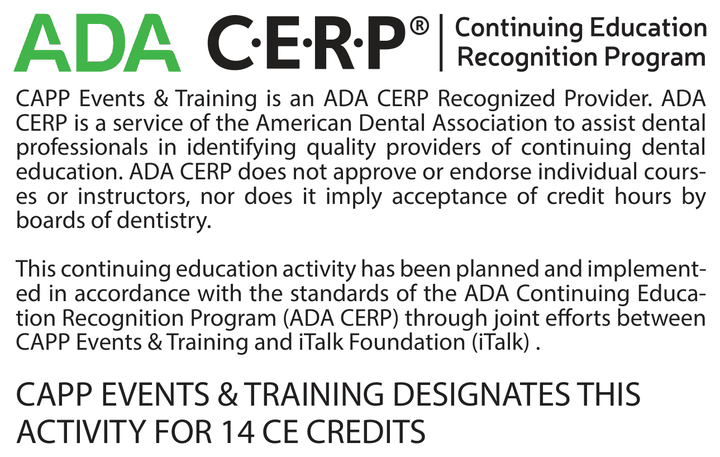 ADA C·E·R·P® | Continuing Education
Recognition Program
CAPP Events & Training is an ADA CERP Recognized Provider. ADA
CERP is a service of the American Dental Association to assist dental
professionals in identifying quality providers of continuing dental
education. ADA CERP does not approve or endorse individual cours-
es or instructors, nor does it imply acceptance of credit hours by
boards of dentistry.
This continuing education activity has been planned and implement-
ed in accordance with the standards of the ADA Continuing Educa-
tion Recognition Program (ADA CERP) through joint efforts between
CAPP Events & Training and iTalk Foundation (iTalk) .
CAPP EVENTS & TRAINING DESIGNATES THIS
ACTIVITY FOR 14 CE CREDITS